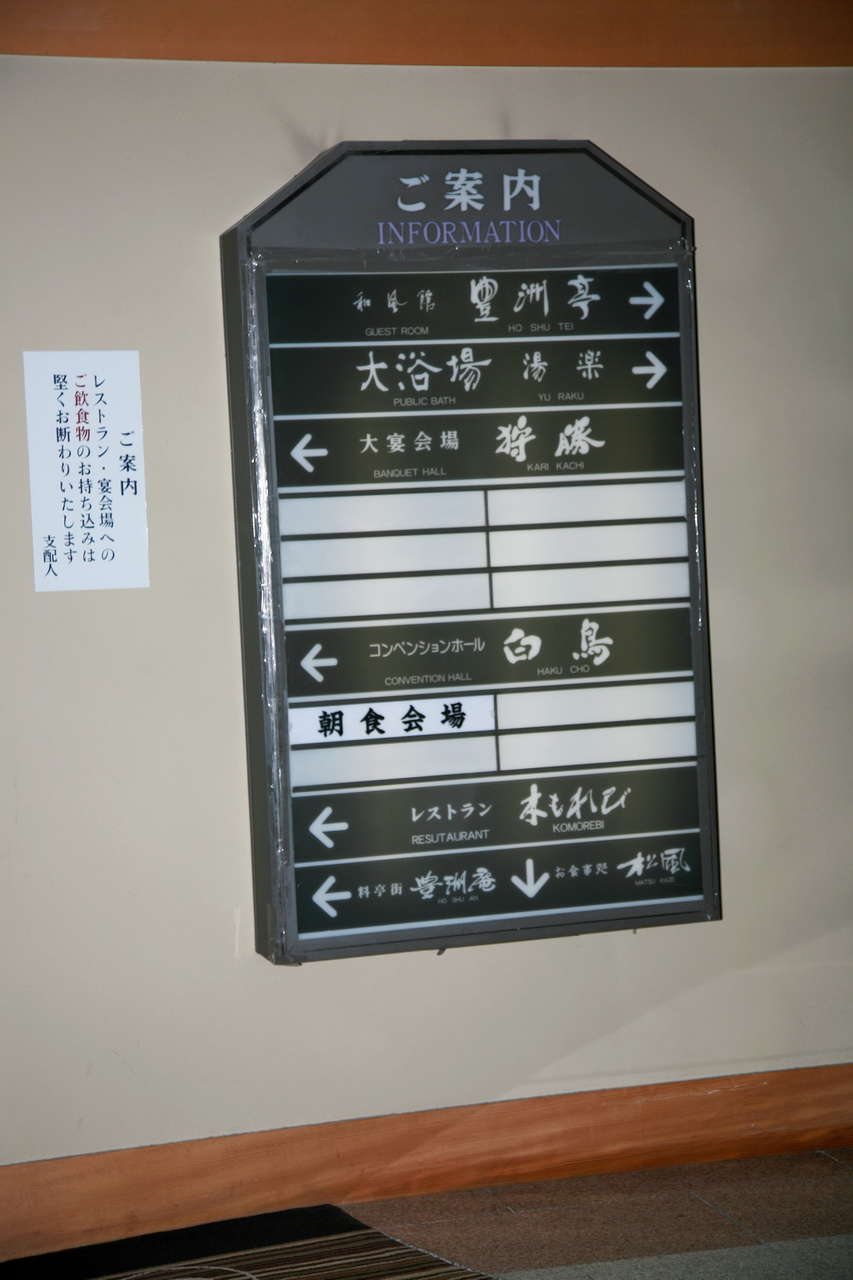 ご案内
INFORMATION
和風館 豊洲亭
GUEST ROOM HO SHU TEI
大浴場 湯楽
PUBLIC BATH YU RAKU
大宴会場 狩勝
BANQUET HALL KARI KACHI
コンベンションホール 白鳥
CONVENTION HALL HAKU CHO
朝食会場
レストラン 木もれび
RESUTAURANT KOMOREBI
料亭街 豊洲庵 お食事処 松風
HO SHU AN MATSU KAZE
ご案内
レストラン・宴会場への
ご飲食物のお持ち込みは
堅くお断わりいたします
支配人